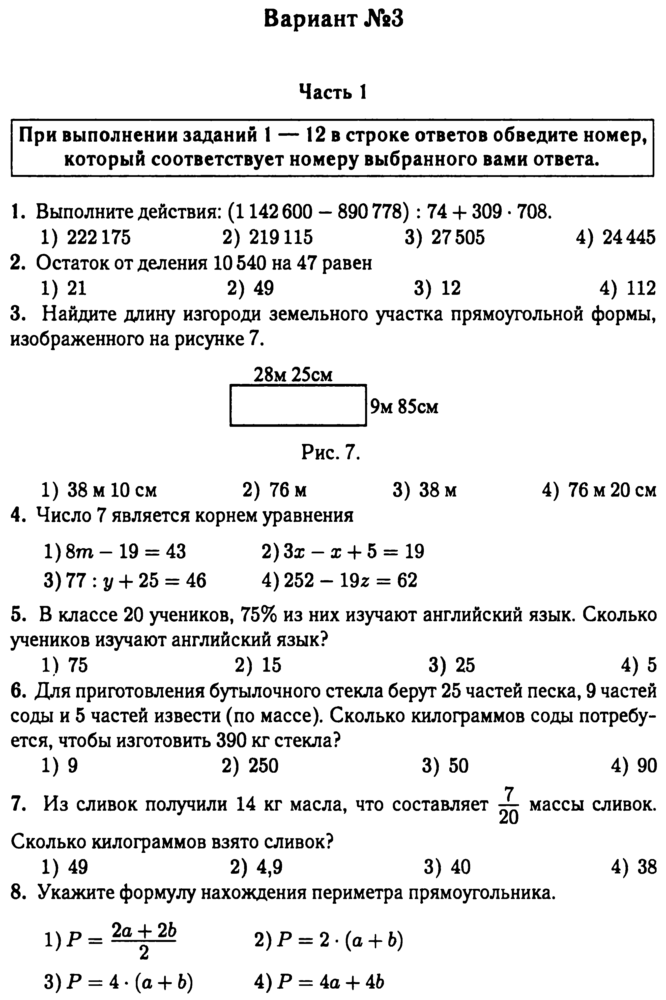 Вариант №3
Часть 1
При выполнении заданий 1 — 12 в строке ответов обведите номер,
который соответствует номеру выбранного вами ответа.
1. Выполните действия: (1 142 600 − 890 778) : 74 + 309 · 708.
1) 222 175 2) 219 115 3) 27 505 4) 24 445
2. Остаток от деления 10 540 на 47 равен
1) 21 2) 49 3) 12 4) 112
3. Найдите длину изгороди земельного участка прямоугольной формы,
изображенного на рисунке 7.
28м 25см
9м 85см
Рис. 7.
1) 38 м 10 см 2) 76 м 3) 38 м 4) 76 м 20 см
4. Число 7 является корнем уравнения
1) 8m − 19 = 43 2) 3x − x + 5 = 19
3) 77 : y + 25 = 46 4) 252 − 19z = 62
5. В классе 20 учеников, 75% из них изучают английский язык. Сколько
учеников изучают английский язык?
1) 75 2) 15 3) 25 4) 5
6. Для приготовления бутылочного стекла берут 25 частей песка, 9 частей
соды и 5 частей извести (по массе). Сколько килограммов соды потребу-
ется, чтобы изготовить 390 кг стекла?
1) 9 2) 250 3) 50 4) 90
7. Из сливок получили 14 кг масла, что составляет 7/20 массы сливок.
Сколько килограммов взято сливок?
1) 49 2) 4,9 3) 40 4) 38
8. Укажите формулу нахождения периметра прямоугольника.
1) P = (2a + 2b)/2 2) P = 2 · (a + b)
3) P = 4 · (a + b) 4) P = 4a + 4b